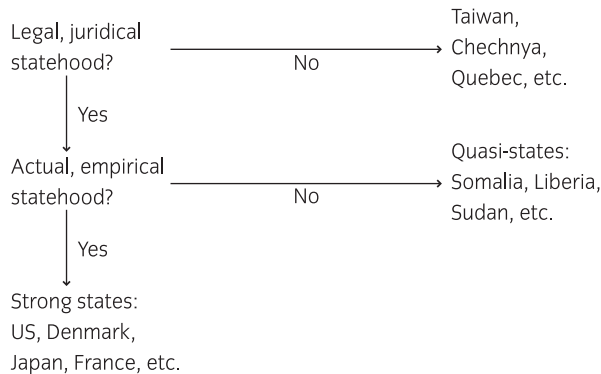 Legal, juridical
statehood?
No
Taiwan,
Chechnya,
Quebec, etc.
Yes
Actual, empirical
statehood?
No
Quasi-states:
Somalia, Liberia,
Sudan, etc.
Yes
Strong states:
US, Denmark,
Japan, France, etc.